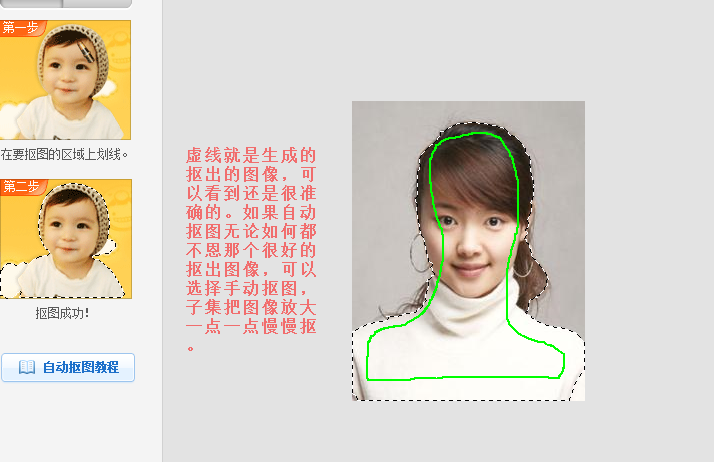 第一步
在要抠图的区域上划线。
第二步
抠图成功!
自动抠图教程
虚线就是生成的
抠出的图像，可
以看到还是很准
确的。如果自动
抠图无论如何都
不恩那个很好的
抠出图像，可以
选择手动抠图，
子集把图像放大
一点一点慢慢抠
。